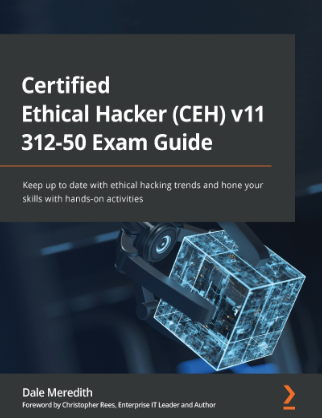 Certified
Ethical Hacker (CEH) v11
312-50 Exam Guide
Keep up to date with ethical hacking trends and hone your
skills with hands-on activities
Dale Meredith
Foreword by Christopher Rees, Enterprise IT Leader and Author